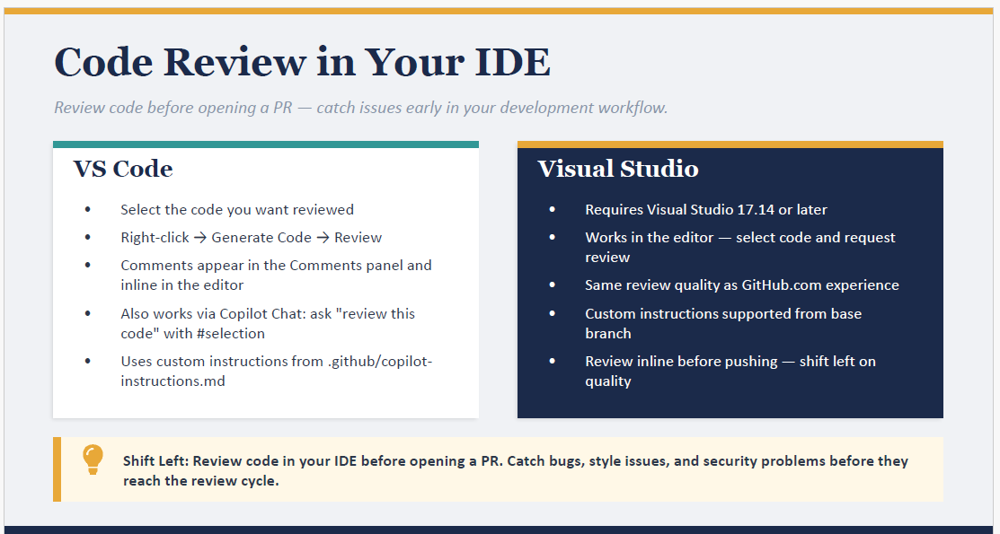 Code Review in Your IDE
Review code before opening a PR — catch issues early in your development workflow.
VS Code
• Select the code you want reviewed
• Right-click → Generate Code → Review
• Comments appear in the Comments panel and
inline in the editor
• Also works via Copilot Chat: ask "review this
code" with #selection
• Uses custom instructions from .github/copilot-
instructions.md
Visual Studio
• Requires Visual Studio 17.14 or later
• Works in the editor — select code and request
review
• Same review quality as GitHub.com experience
• Custom instructions supported from base
branch
• Review inline before pushing — shift left on
quality
Shift Left: Review code in your IDE before opening a PR. Catch bugs, style issues, and security problems before they
reach the review cycle.